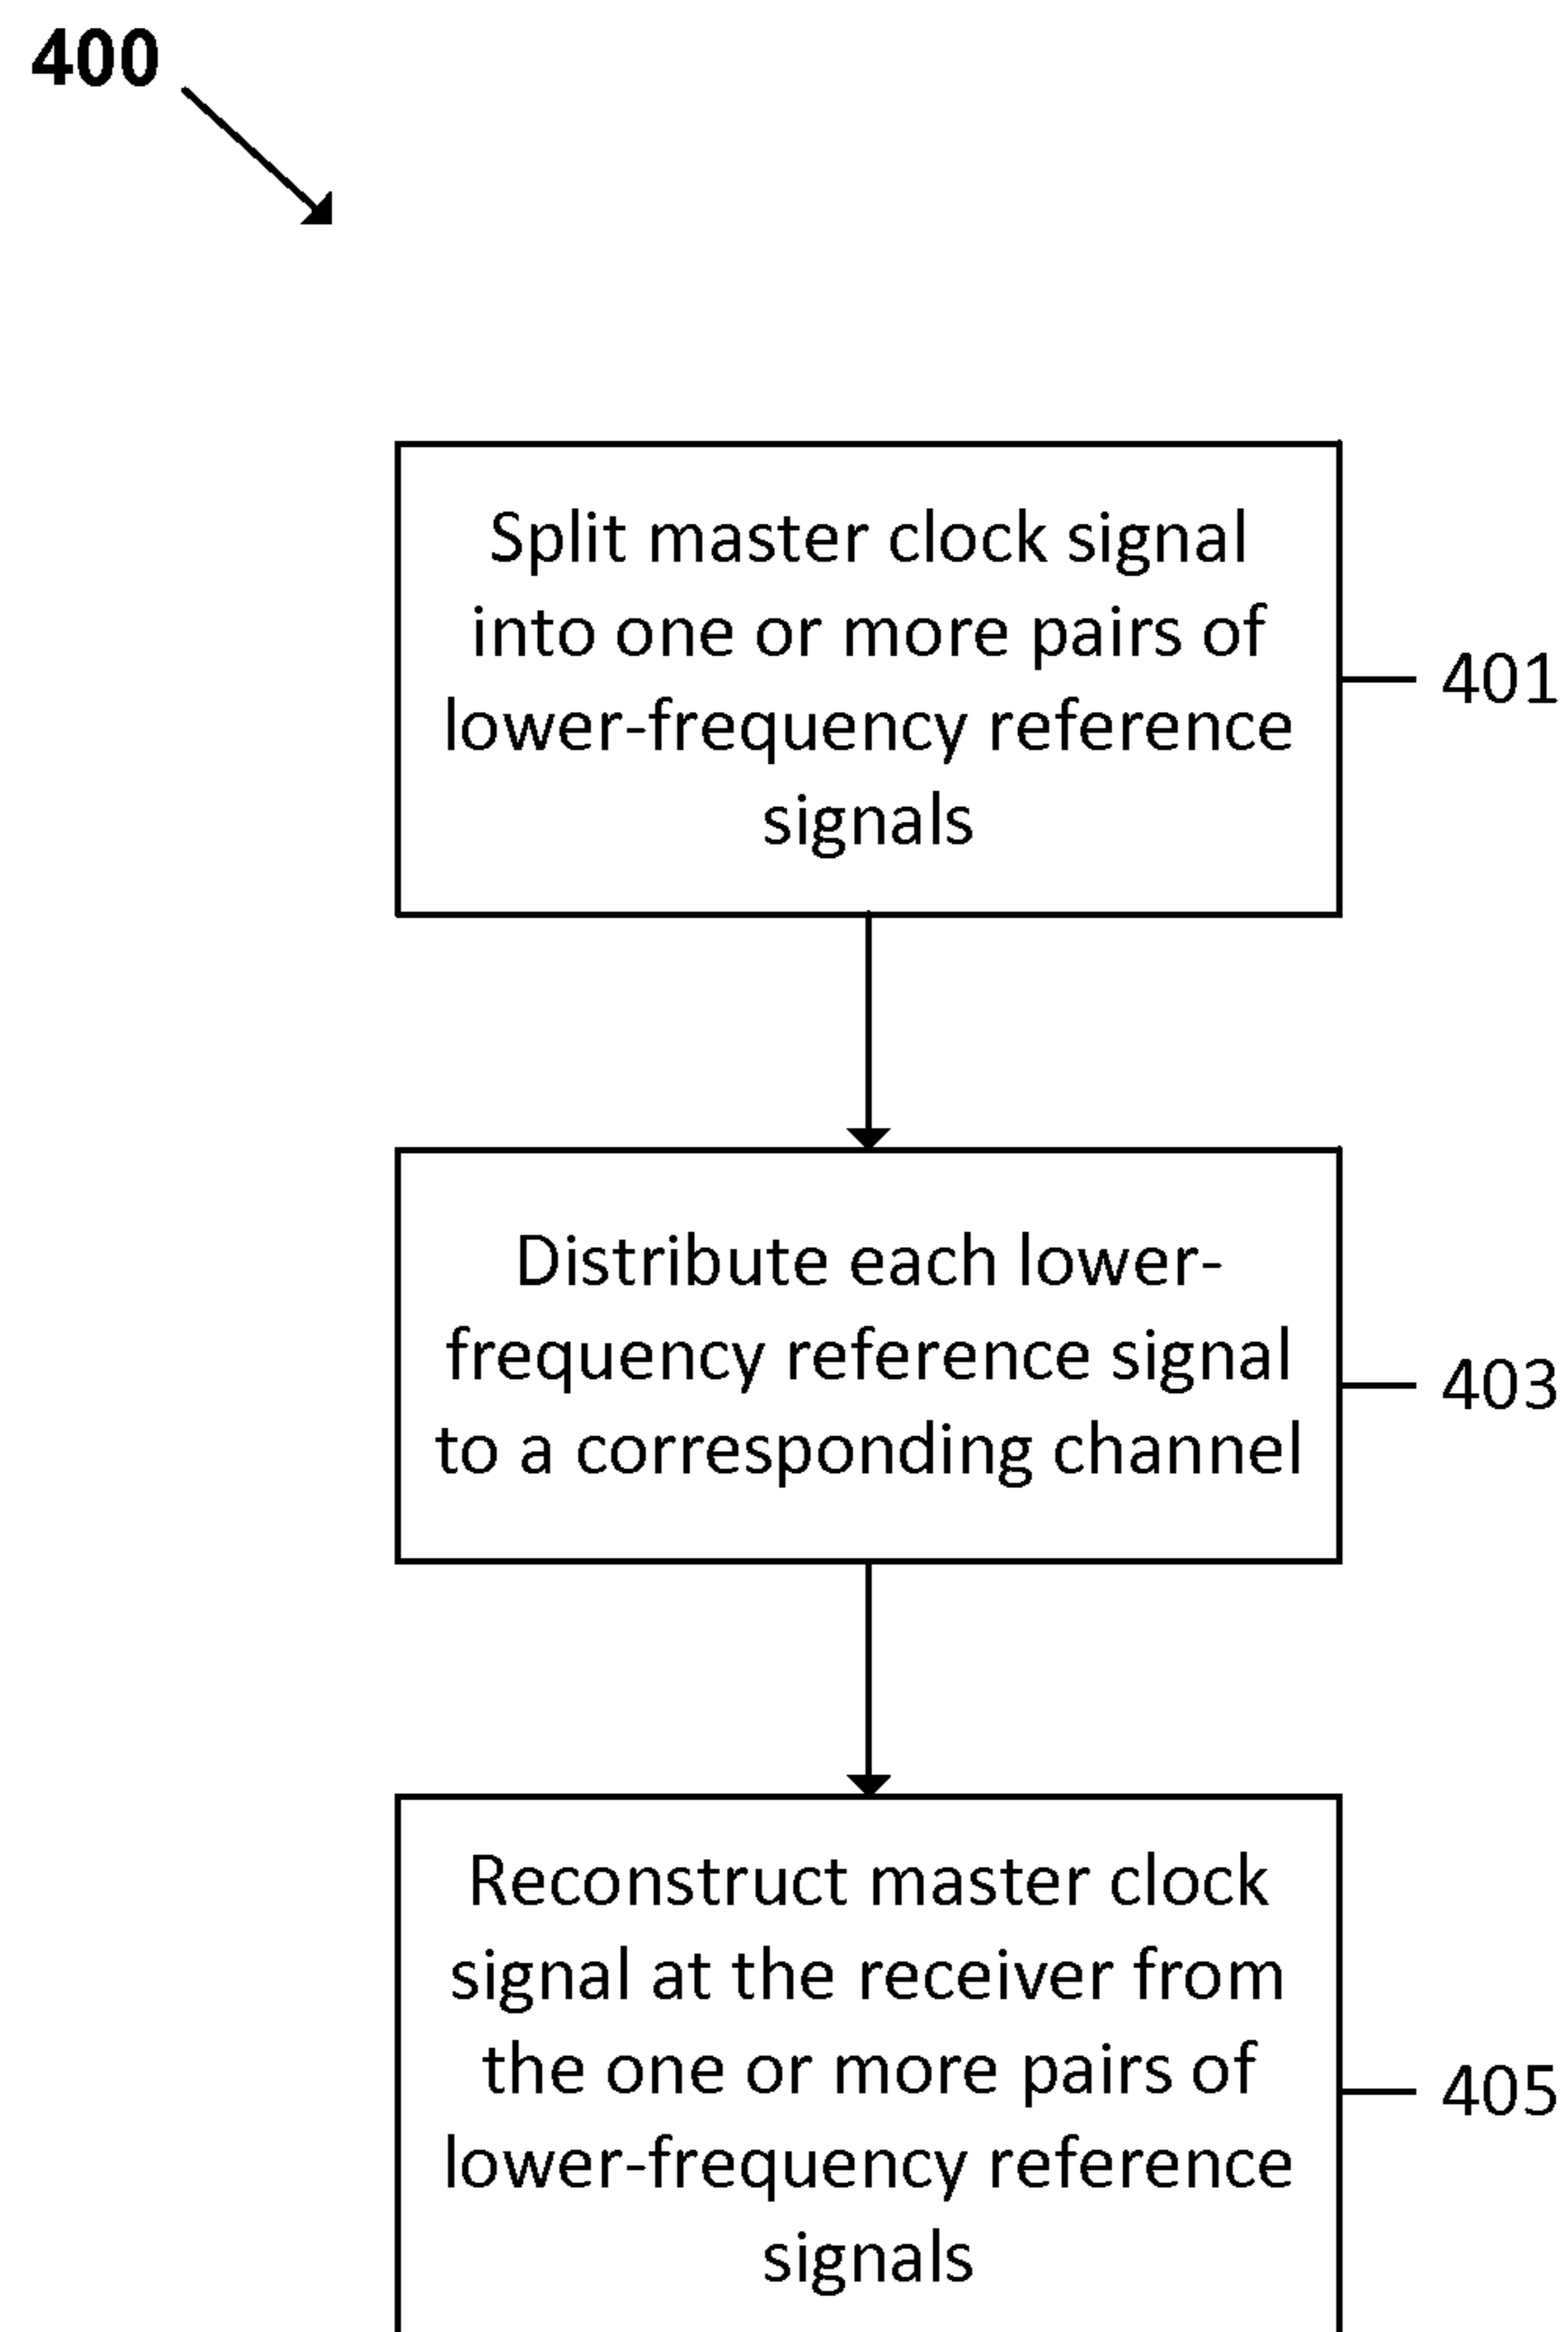 400
Split master clock signal
into one or more pairs of
lower-frequency reference
signals
401
Distribute each lower-
frequency reference signal
to a corresponding channel
403
Reconstruct master clock
signal at the receiver from
the one or more pairs of
lower-frequency reference
signals
405